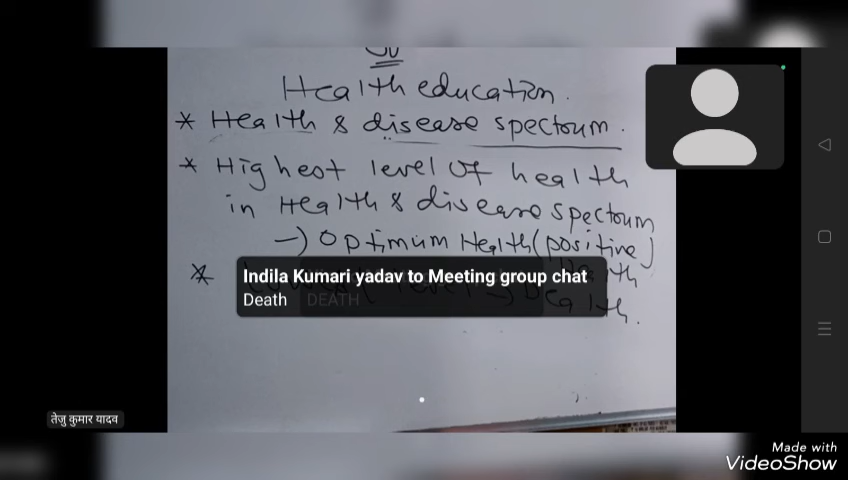 Health education.
* Health & disease spectrum.
* Highest level of health
in Health & disease spectrum
→ Optimum Health (positive)
Indila Kumari yadav to Meeting group chat
Death DEATH
तेजु कुमार यादव
Made with
VideoShow